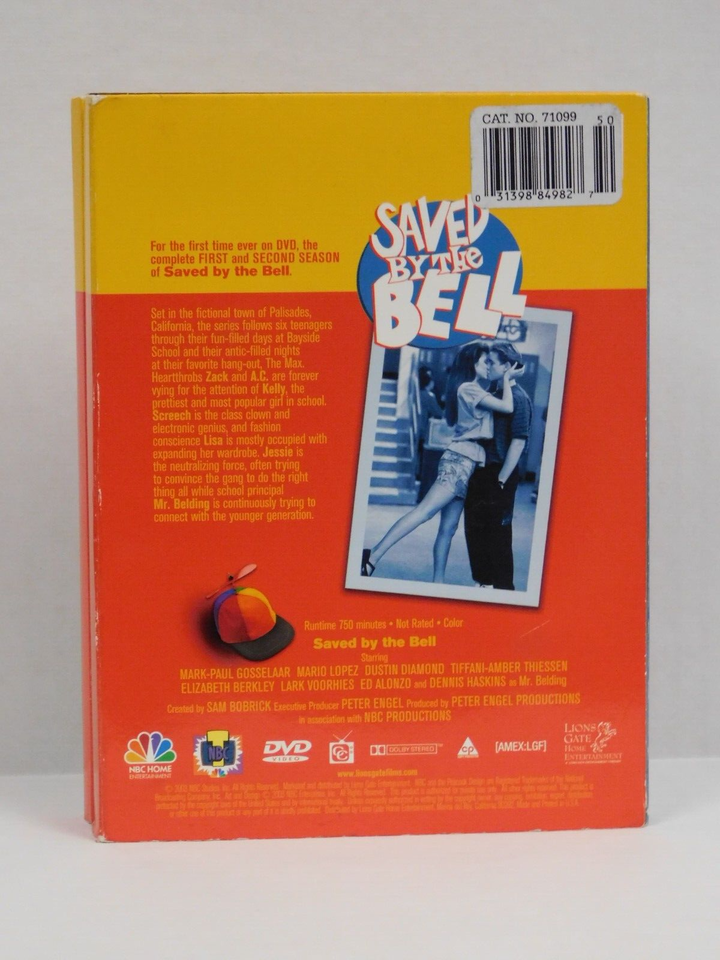 CAT. NO. 71099
50
0 31398 84982 7
SAVED
BY THE
BELL
For the first time ever on DVD, the
complete FIRST and SECOND SEASON
of Saved by the Bell.
Set in the fictional town of Palisades,
California, the series follows six teenagers
through their fun-filled days at Bayside
School and their antic-filled nights
at their favorite hang-out, The Max.
Heartthrobs Zack and A.C. are forever
vying for the attention of Kelly, the
prettiest and most popular girl in school.
Screech is the class clown and
electronic genius, and fashion
conscience Lisa is mostly occupied with
expanding her wardrobe. Jessie is
the neutralizing force, often trying
to convince the gang to do the right
thing all while school principal
Mr. Belding is continuously trying to
connect with the younger generation.
Runtime 750 minutes • Not Rated • Color
Saved by the Bell
Starring
MARK-PAUL GOSSELAAR MARIO LOPEZ DUSTIN DIAMOND TIFFANI-AMBER THIESSEN
ELIZABETH BERKLEY LARK VOORHIES ED ALONZO and DENNIS HASKINS as Mr. Belding
Created by SAM BOBRICK Executive Producer PETER ENGEL Produced by PETER ENGEL PRODUCTIONS
in association with NBC PRODUCTIONS
NBC HOME
ENTERTAINMENT
NBC
DVD
VIDEO
CC
DOLBY STEREO
[AMEX:LGF]
LIONS
GATE
HOME
ENTERTAINMENT
www.lionsgatefilms.com